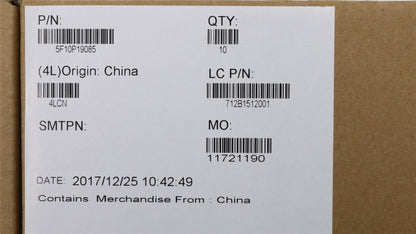 P/N: QTY:
5F10P19085 10
(4L)Origin: China LC P/N:
4LCN 712B1512001
SMTPN: MO:
11721190
DATE: 2017/12/25 10:42:49
Contains Merchandise From : China